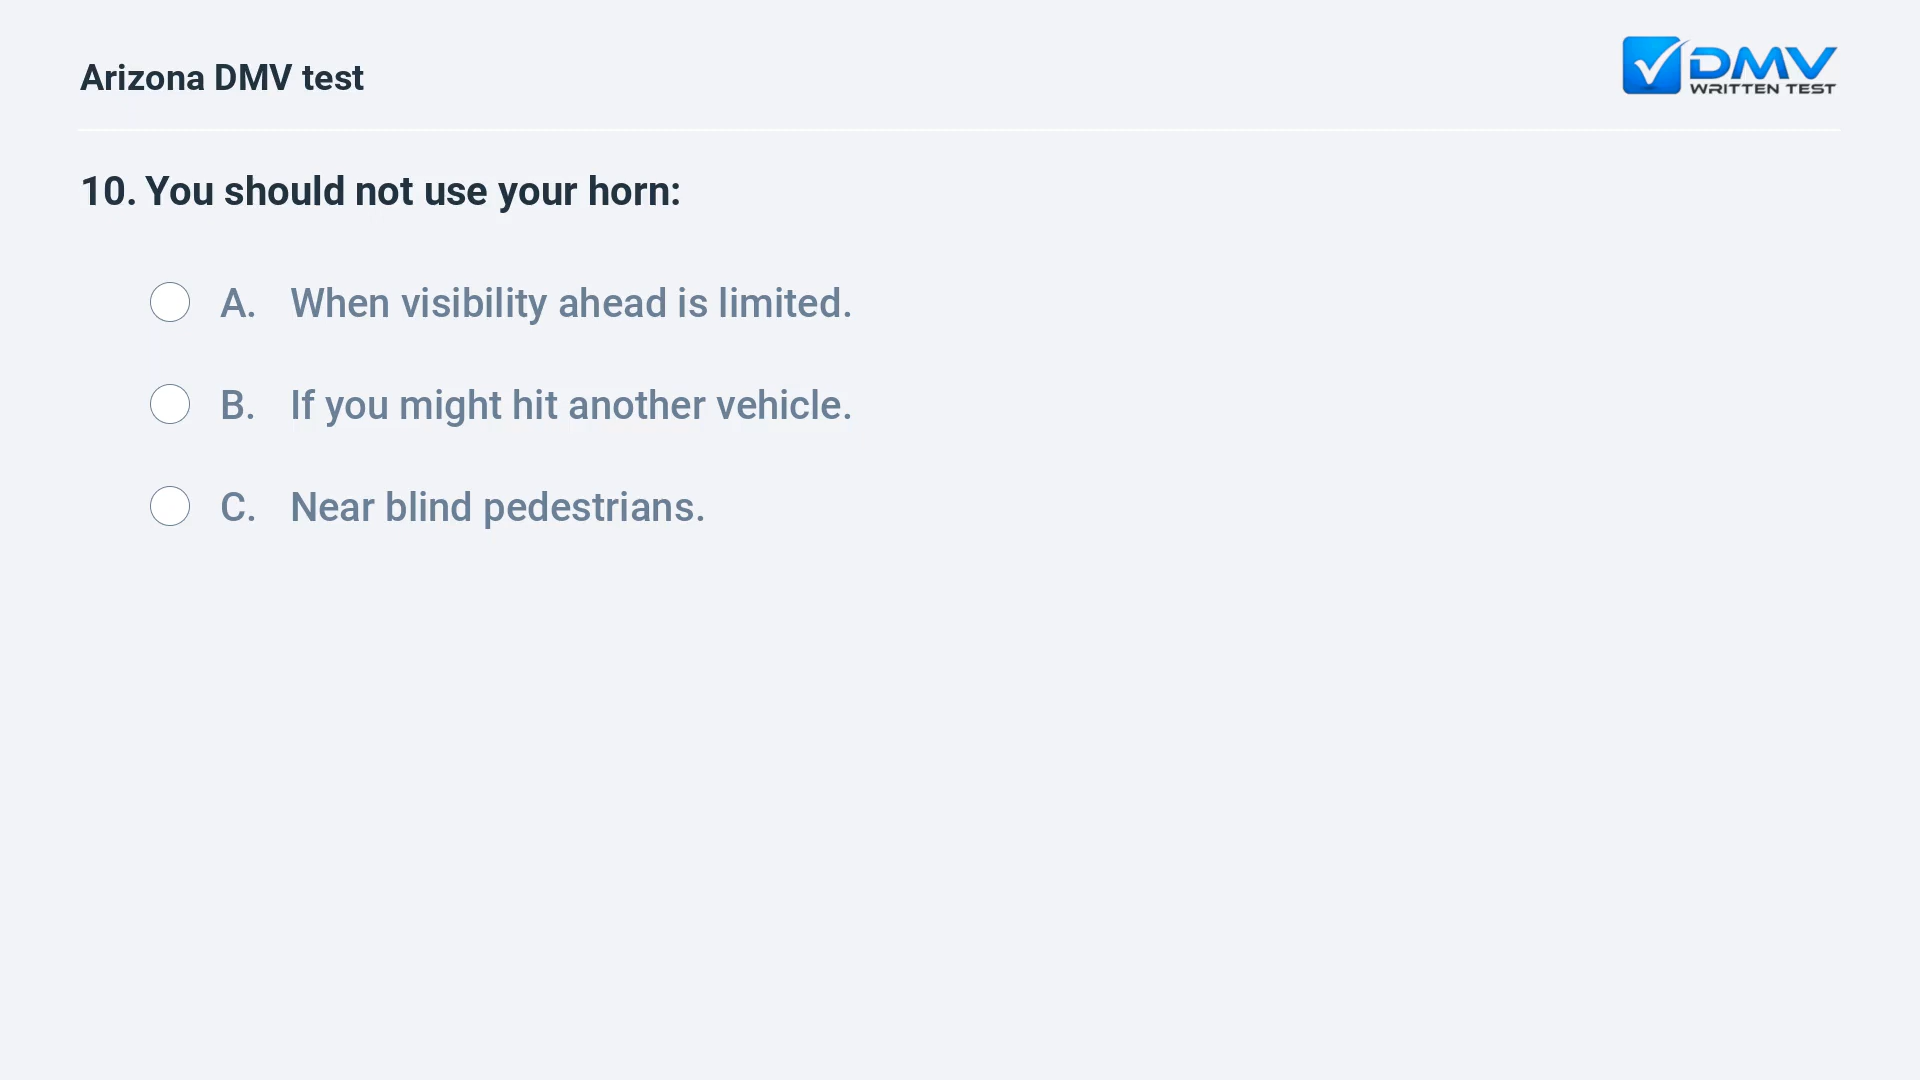 Arizona DMV test
DMV
WRITTEN TEST
10. You should not use your horn:
A. When visibility ahead is limited.
B. If you might hit another vehicle.
C. Near blind pedestrians.